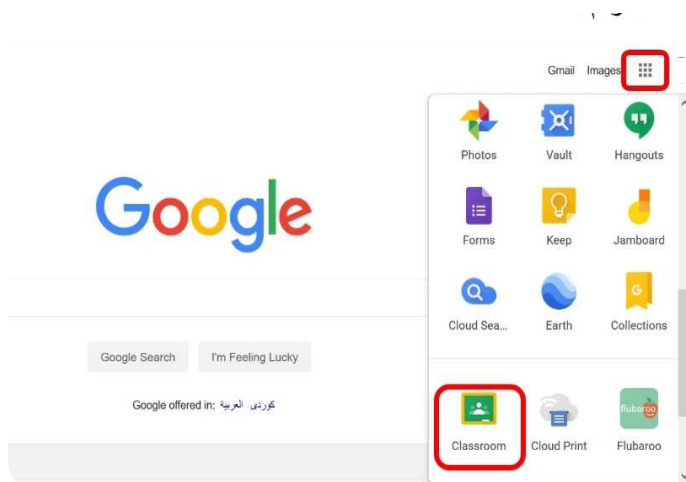 Gmail Images
Photos Vault Hangouts
Google
Forms Keep Jamboard
G
Cloud Sea... Earth Collections
Google Search I'm Feeling Lucky
Google offered in: العربية كوردی
flubaroo
Classroom Cloud Print Flubaroo